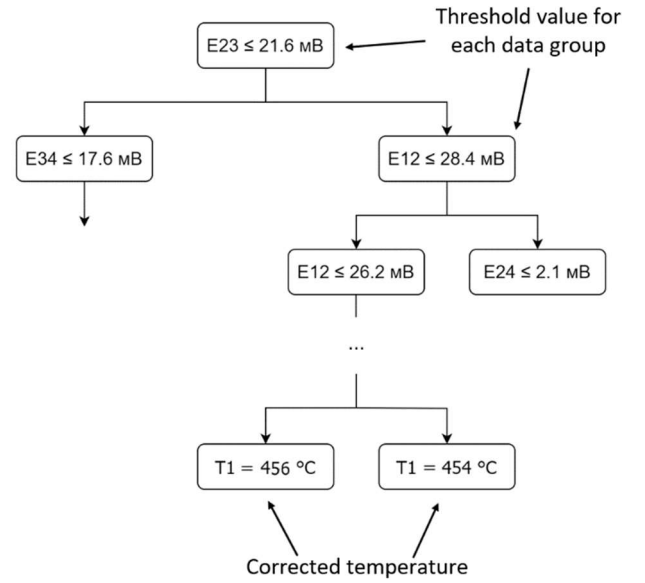 Threshold value for
each data group
E23 ≤ 21.6 мВ
E34 ≤ 17.6 мВ
E12 ≤ 28.4 мВ
E12 ≤ 26.2 мВ
E24 ≤ 2.1 мВ
...
T1 = 456 °C
T1 = 454 °C
Corrected temperature